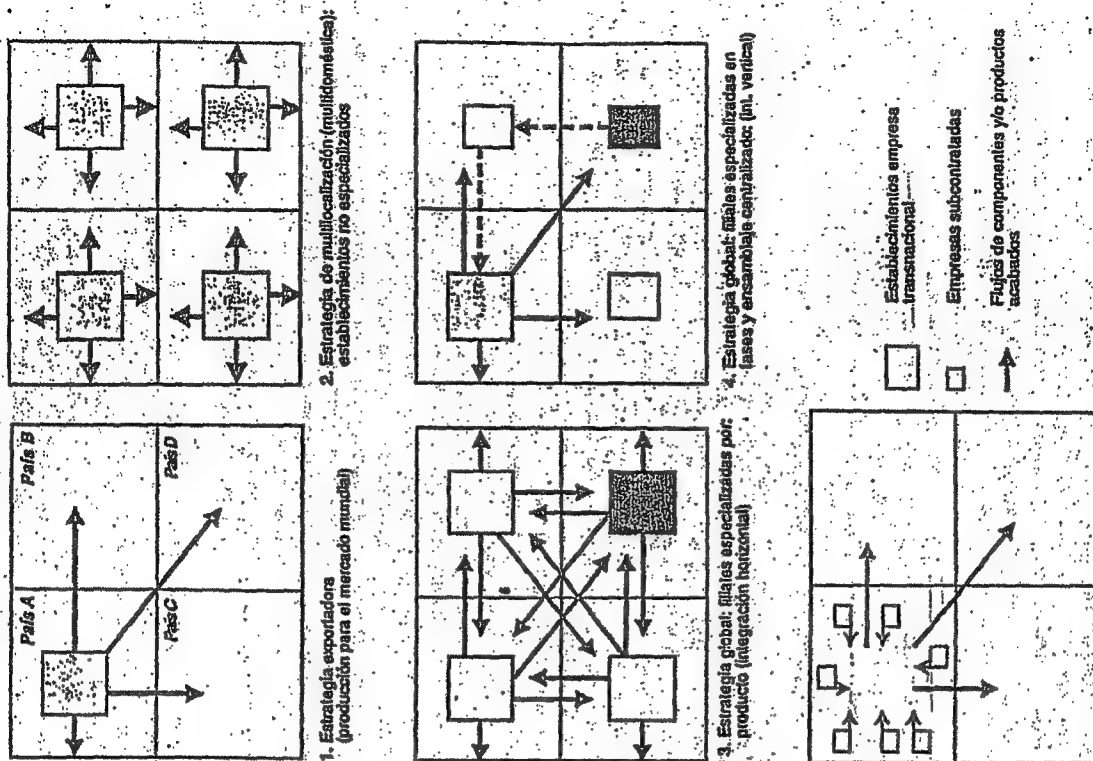 País A
País B
País C
País D
1. Estrategia exportadora
(producción para el mercado mundial)
2. Estrategia de multilocalización (multidoméstica):
establecimientos no especializados
3. Estrategia global: filiales especializadas por:
producto (integración horizontal)
4. Estrategia global: filiales especializadas en
fases y ensamblaje centralizado: (int. vertical)
Establecimientos empresa
transnacional
Empresas subcontratadas
Flujos de componentes y/o productos
acabados